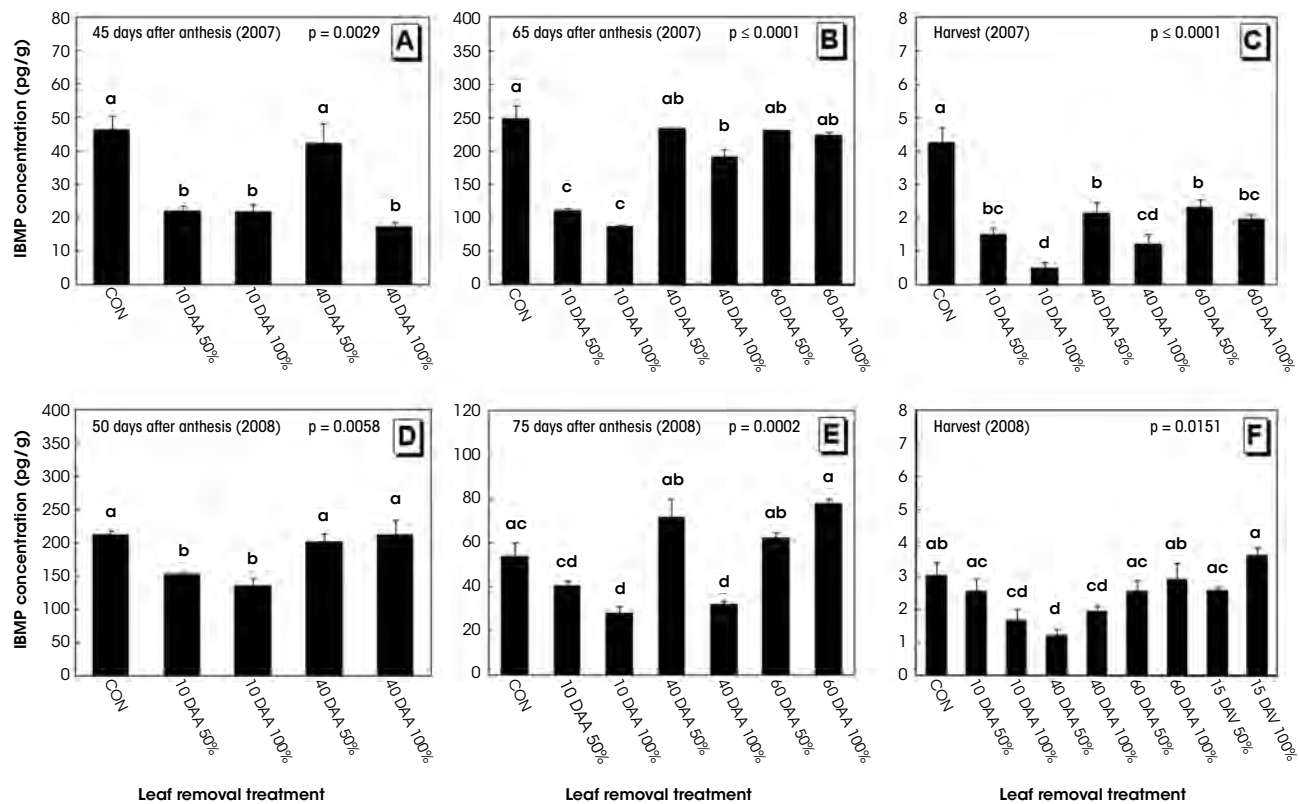 45 days after anthesis (2007) p = 0.0029 A
IBMP concentration (pg/g)
80
70
60
50
40
30
20
10
0
a
b
b
a
b
CON
10 DAA 50%
10 DAA 100%
40 DAA 50%
40 DAA 100%
65 days after anthesis (2007) p ≤ 0.0001 B
400
350
300
250
200
150
100
50
0
a
c
c
ab
b
ab
ab
CON
10 DAA 50%
10 DAA 100%
40 DAA 50%
40 DAA 100%
60 DAA 50%
60 DAA 100%
Harvest (2007) p ≤ 0.0001 C
8
7
6
5
4
3
2
1
0
a
bc
d
b
cd
b
bc
CON
10 DAA 50%
10 DAA 100%
40 DAA 50%
40 DAA 100%
60 DAA 50%
60 DAA 100%
50 days after anthesis (2008) p = 0.0058 D
IBMP concentration (pg/g)
400
350
300
250
200
150
100
50
0
a
b
b
a
a
CON
10 DAA 50%
10 DAA 100%
40 DAA 50%
40 DAA 100%
Leaf removal treatment
75 days after anthesis (2008) p = 0.0002 E
120
100
80
60
40
20
0
ac
cd
d
ab
d
ab
a
CON
10 DAA 50%
10 DAA 100%
40 DAA 50%
40 DAA 100%
60 DAA 50%
60 DAA 100%
Leaf removal treatment
Harvest (2008) p = 0.0151 F
8
7
6
5
4
3
2
1
0
ab
ac
cd
d
cd
ac
ab
ac
a
CON
10 DAA 50%
10 DAA 100%
40 DAA 50%
40 DAA 100%
60 DAA 50%
60 DAA 100%
15 DAV 50%
15 DAV 100%
Leaf removal treatment